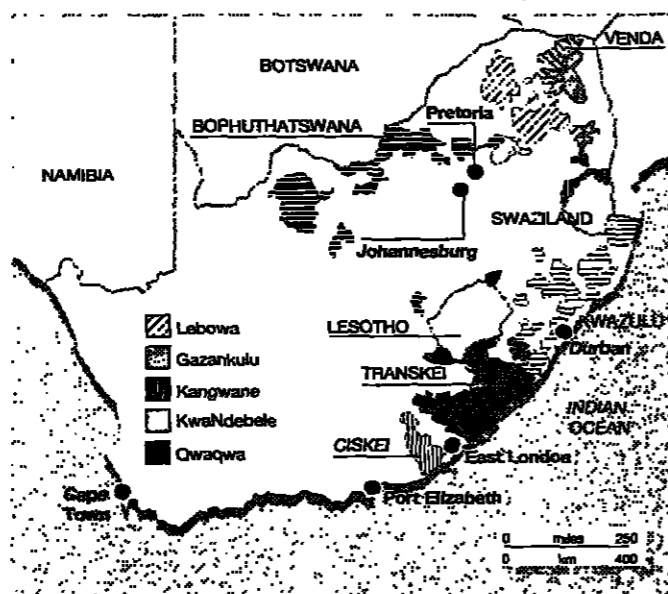 VENDA
BOTSWANA
Pretoria
BOPHUTHATSWANA
NAMIBIA
SWAZILAND
Johannesburg
Lebowa
Gazankulu
Kangwane
KwaNdebele
Qwaqwa
LESOTHO
KWAZULU
Durban
TRANSKEI
INDIAN
OCEAN
CISKEI
East London
Cape
Town
Port Elizabeth
0 miles 250
0 km 400